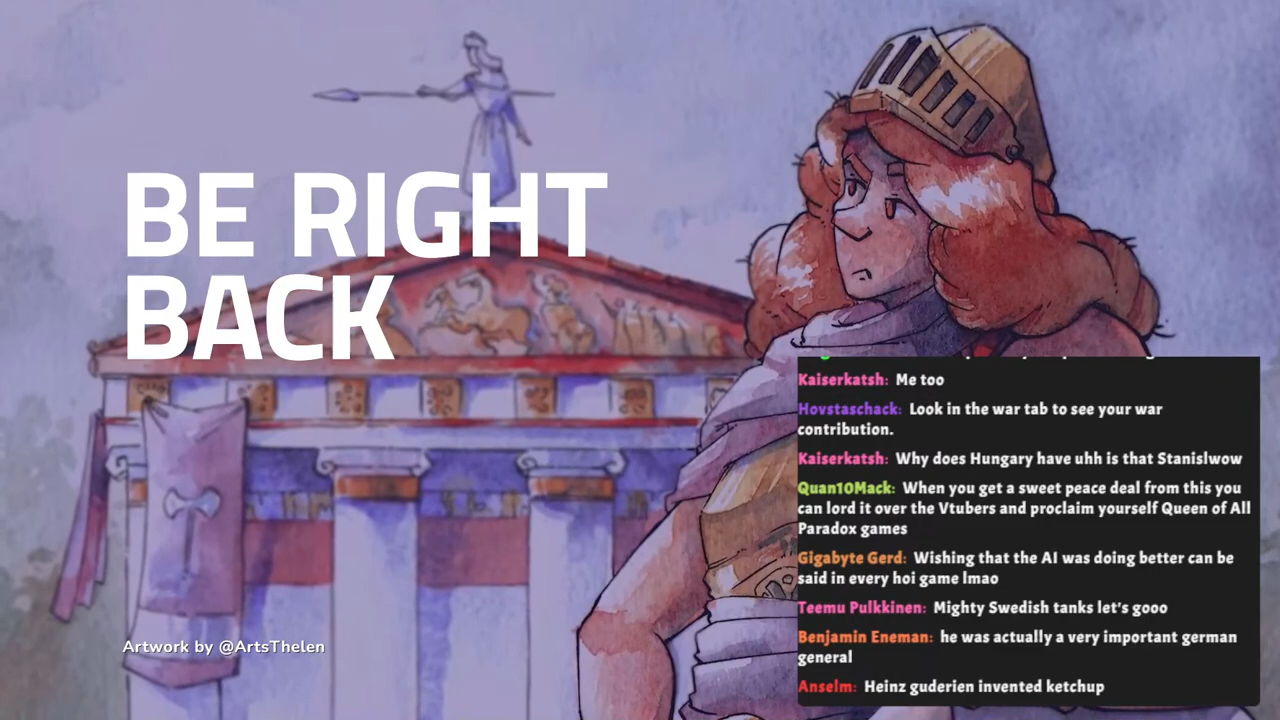 BE RIGHT
BACK
Artwork by @ArtsThelen
Kaiserkatsh: Me too
Hovstaschack: Look in the war tab to see your war
contribution.
Kaiserkatsh: Why does Hungary have uhh is that Stanislwow
Quan10Mack: When you get a sweet peace deal from this you
can lord it over the Vtubers and proclaim yourself Queen of All
Paradox games
Gigabyte Gerd: Wishing that the AI was doing better can be
said in every hoi game lmao
Teemu Pulkkinen: Mighty Swedish tanks let's gooo
Benjamin Eneman: he was actually a very important german
general
Anselm: Heinz guderien invented ketchup